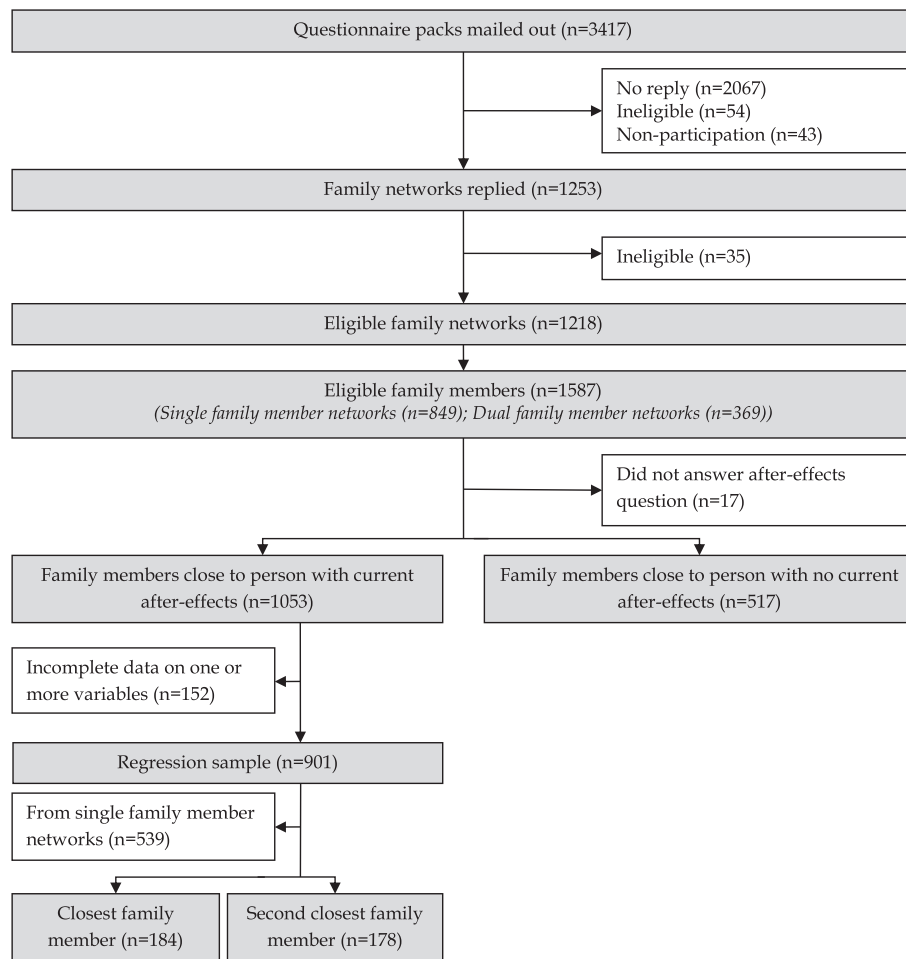 Questionnaire packs mailed out (n=3417)
No reply (n=2067)
Ineligible (n=54)
Non-participation (n=43)
Family networks replied (n=1253)
Ineligible (n=35)
Eligible family networks (n=1218)
Eligible family members (n=1587)
(Single family member networks (n=849); Dual family member networks (n=369))
Did not answer after-effects
question (n=17)
Family members close to person with current
after-effects (n=1053)
Family members close to person with no current
after-effects (n=517)
Incomplete data on one or
more variables (n=152)
Regression sample (n=901)
From single family member
networks (n=539)
Closest family
member (n=184)
Second closest family
member (n=178)